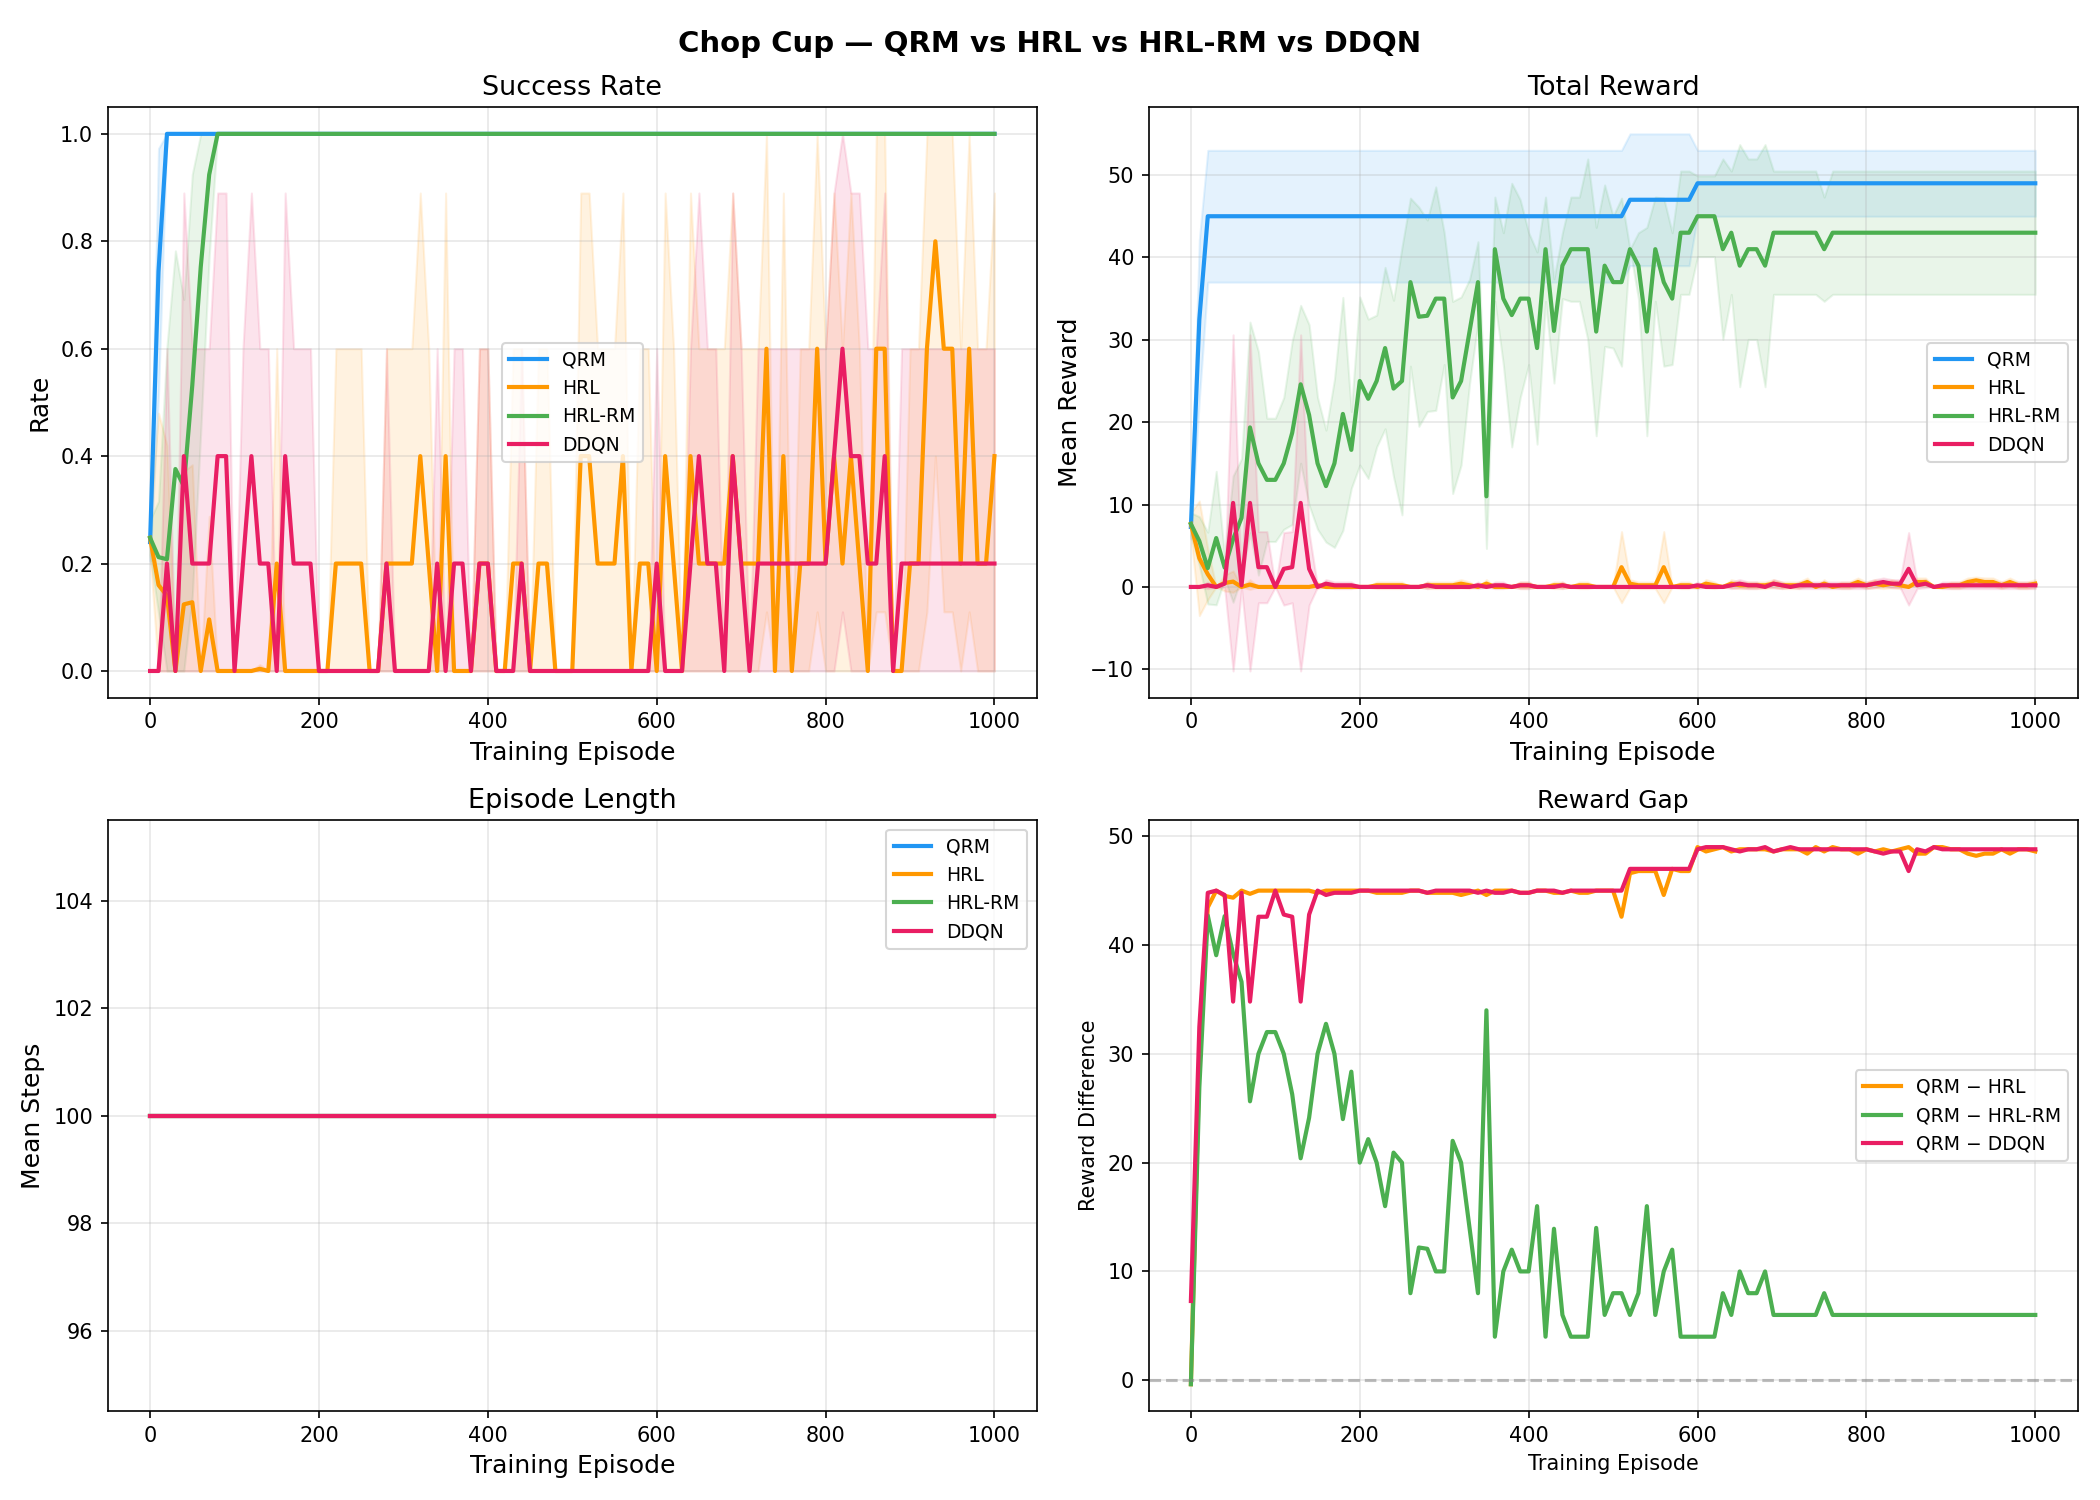 Chop Cup — QRM vs HRL vs HRL-RM vs DDQN
Success Rate
1.0
0.8
0.6
0.4
0.2
0.0
Rate
QRM
HRL
HRL-RM
DDQN
0 200 400 600 800 1000
Training Episode
Total Reward
50
40
30
20
10
0
−10
Mean Reward
QRM
HRL
HRL-RM
DDQN
0 200 400 600 800 1000
Training Episode
Episode Length
104
102
100
98
96
Mean Steps
QRM
HRL
HRL-RM
DDQN
0 200 400 600 800 1000
Training Episode
Reward Gap
50
40
30
20
10
0
Reward Difference
QRM − HRL
QRM − HRL-RM
QRM − DDQN
0 200 400 600 800 1000
Training Episode